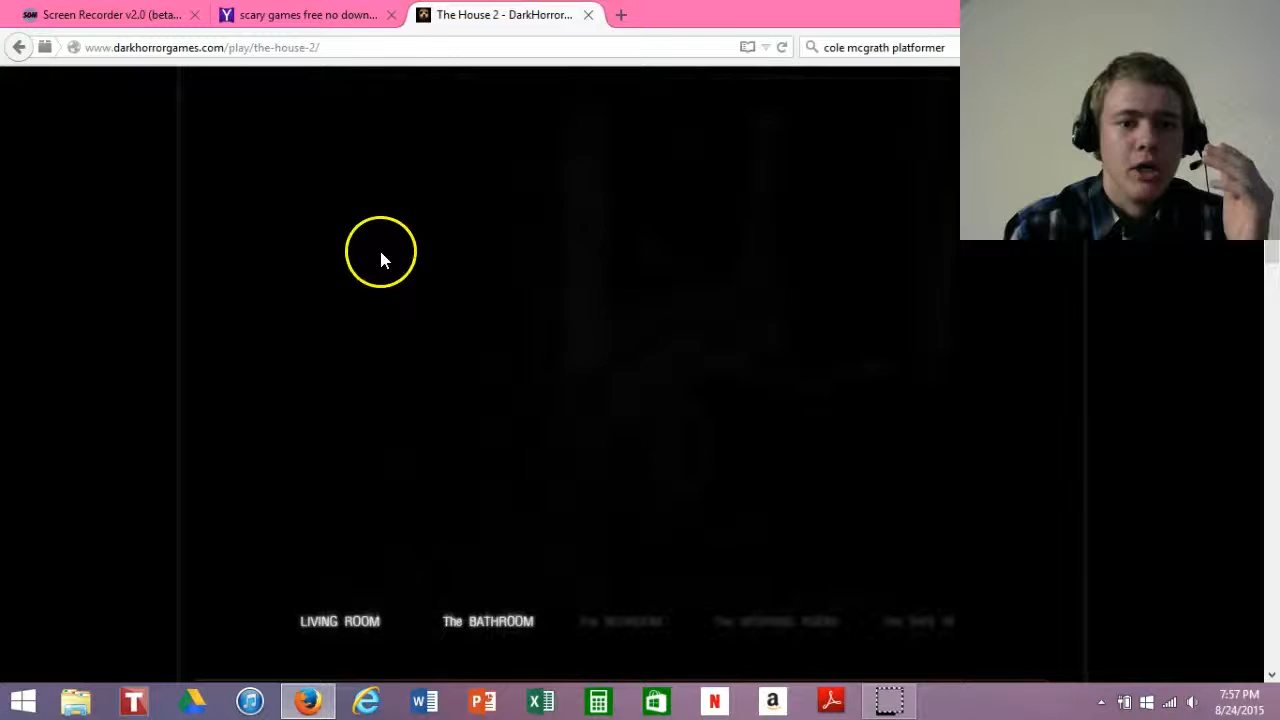 Screen Recorder v2.0 (beta...
scary games free no down...
The House 2 - DarkHorror...
www.darkhorrorgames.com/play/the-house-2/
cole mcgrath platformer
LIVING ROOM
The BATHROOM
7:57 PM
8/24/2015